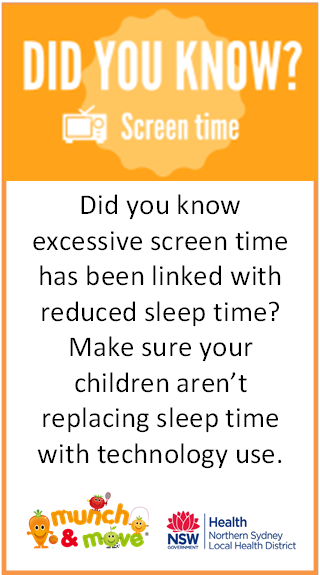 DID YOU KNOW?
Screen time
Did you know
excessive screen time
has been linked with
reduced sleep time?
Make sure your
children aren’t
replacing sleep time
with technology use.
munch
& move
NSW
GOVERNMENT
Health
Northern Sydney
Local Health District